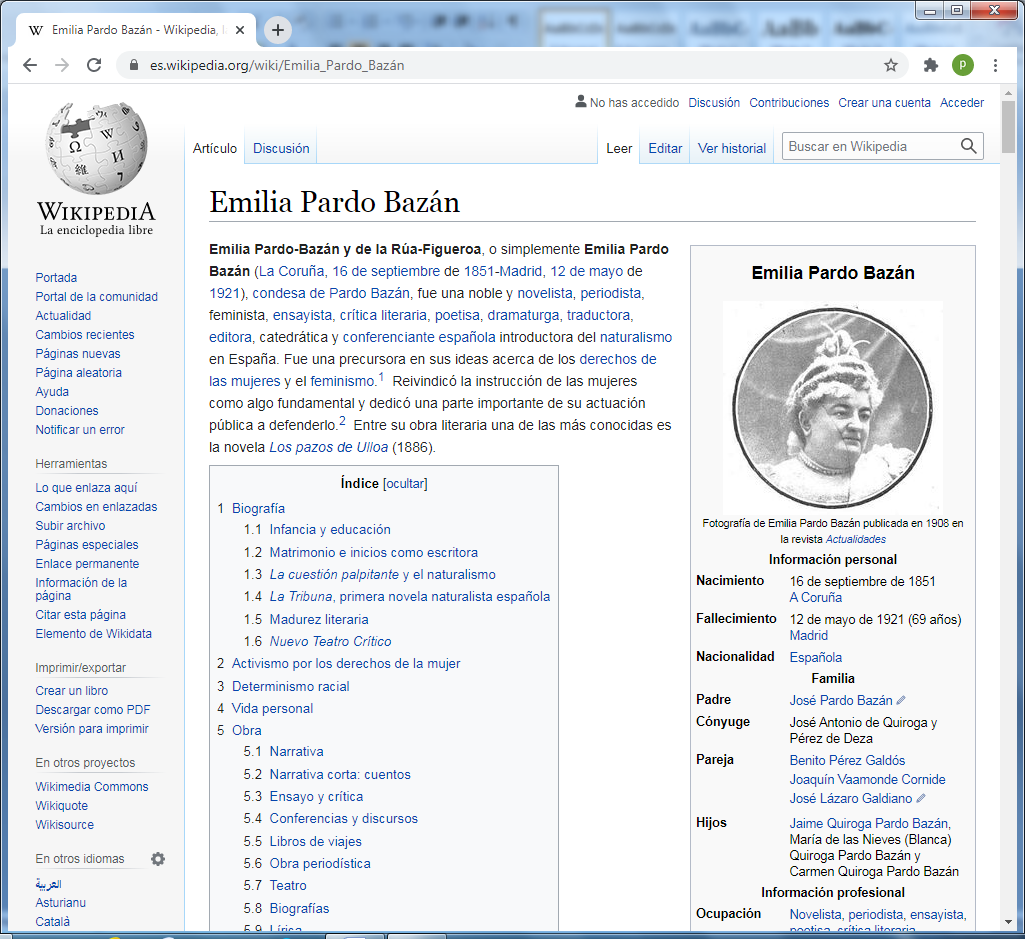 Emilia Pardo Bazán - Wikipedia, l
es.wikipedia.org/wiki/Emilia_Pardo_Bazán
p
No has accedido Discusión Contribuciones Crear una cuenta Acceder
Artículo Discusión Leer Editar Ver historial Buscar en Wikipedia
WIKIPEDIA
La enciclopedia libre
Portada
Portal de la comunidad
Actualidad
Cambios recientes
Páginas nuevas
Página aleatoria
Ayuda
Donaciones
Notificar un error
Herramientas
Lo que enlaza aquí
Cambios en enlazadas
Subir archivo
Páginas especiales
Enlace permanente
Información de la
página
Citar esta página
Elemento de Wikidata
Imprimir/exportar
Crear un libro
Descargar como PDF
Versión para imprimir
En otros proyectos
Wikimedia Commons
Wikiquote
Wikisource
En otros idiomas
العربية
Asturianu
Català
Emilia Pardo Bazán
Emilia Pardo-Bazán y de la Rúa-Figueroa, o simplemente Emilia Pardo
Bazán (La Coruña, 16 de septiembre de 1851-Madrid, 12 de mayo de
1921), condesa de Pardo Bazán, fue una noble y novelista, periodista,
feminista, ensayista, crítica literaria, poetisa, dramaturga, traductora,
editora, catedrática y conferenciante española introductora del naturalismo
en España. Fue una precursora en sus ideas acerca de los derechos de
las mujeres y el feminismo.1 Reivindicó la instrucción de las mujeres
como algo fundamental y dedicó una parte importante de su actuación
pública a defenderlo.2 Entre su obra literaria una de las más conocidas es
la novela Los pazos de Ulloa (1886).
Índice [ocultar]
1 Biografía
1.1 Infancia y educación
1.2 Matrimonio e inicios como escritora
1.3 La cuestión palpitante y el naturalismo
1.4 La Tribuna, primera novela naturalista española
1.5 Madurez literaria
1.6 Nuevo Teatro Crítico
2 Activismo por los derechos de la mujer
3 Determinismo racial
4 Vida personal
5 Obra
5.1 Narrativa
5.2 Narrativa corta: cuentos
5.3 Ensayo y crítica
5.4 Conferencias y discursos
5.5 Libros de viajes
5.6 Obra periodística
5.7 Teatro
5.8 Biografías
5.9 Lírica
Emilia Pardo Bazán
Fotografía de Emilia Pardo Bazán publicada en 1908 en
la revista Actualidades
Información personal
Nacimiento 16 de septiembre de 1851
A Coruña
Fallecimiento 12 de mayo de 1921 (69 años)
Madrid
Nacionalidad Española
Familia
Padre José Pardo Bazán
Cónyuge José Antonio de Quiroga y
Pérez de Deza
Pareja Benito Pérez Galdós
Joaquín Vaamonde Cornide
José Lázaro Galdiano
Hijos Jaime Quiroga Pardo Bazán,
María de las Nieves (Blanca)
Quiroga Pardo Bazán y
Carmen Quiroga Pardo Bazán
Información profesional
Ocupación Novelista, periodista, ensayista,
poetisa, crítica literaria,